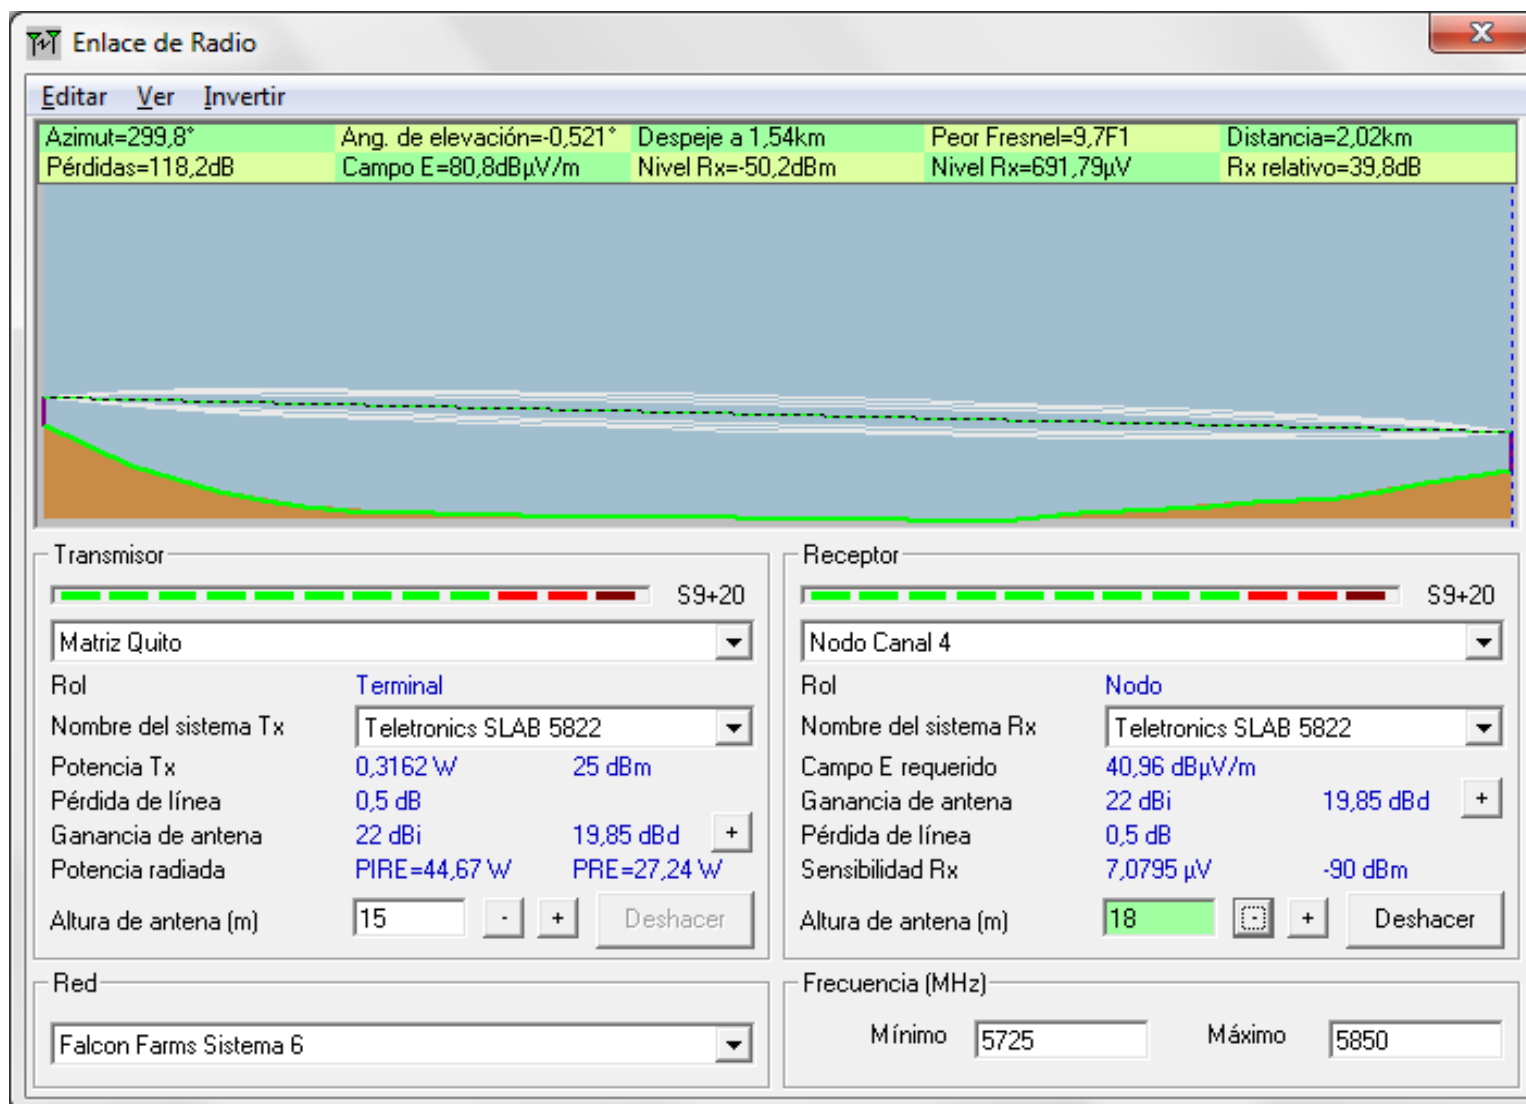 Enlace de Radio
Editar Ver Invertir
Azimut=299,8° Ang. de elevación=-0,521° Despeje a 1,54km Peor Fresnel=9,7F1 Distancia=2,02km
Pérdidas=118,2dB Campo E=80,8dBµV/m Nivel Rx=-50,2dBm Nivel Rx=691,79µV Rx relativo=39,8dB
Transmisor
S9+20
Matriz Quito
Rol Terminal
Nombre del sistema Tx Teletronics SLAB 5822
Potencia Tx 0,3162 W 25 dBm
Pérdida de línea 0,5 dB
Ganancia de antena 22 dBi 19,85 dBd +
Potencia radiada PIRE=44,67 W PRE=27,24 W
Altura de antena (m) 15 - + Deshacer
Receptor
S9+20
Nodo Canal 4
Rol Nodo
Nombre del sistema Rx Teletronics SLAB 5822
Campo E requerido 40,96 dBµV/m
Ganancia de antena 22 dBi 19,85 dBd +
Pérdida de línea 0,5 dB
Sensibilidad Rx 7,0795 µV -90 dBm
Altura de antena (m) 18 - + Deshacer
Red
Falcon Farms Sistema 6
Frecuencia (MHz)
Mínimo 5725 Máximo 5850